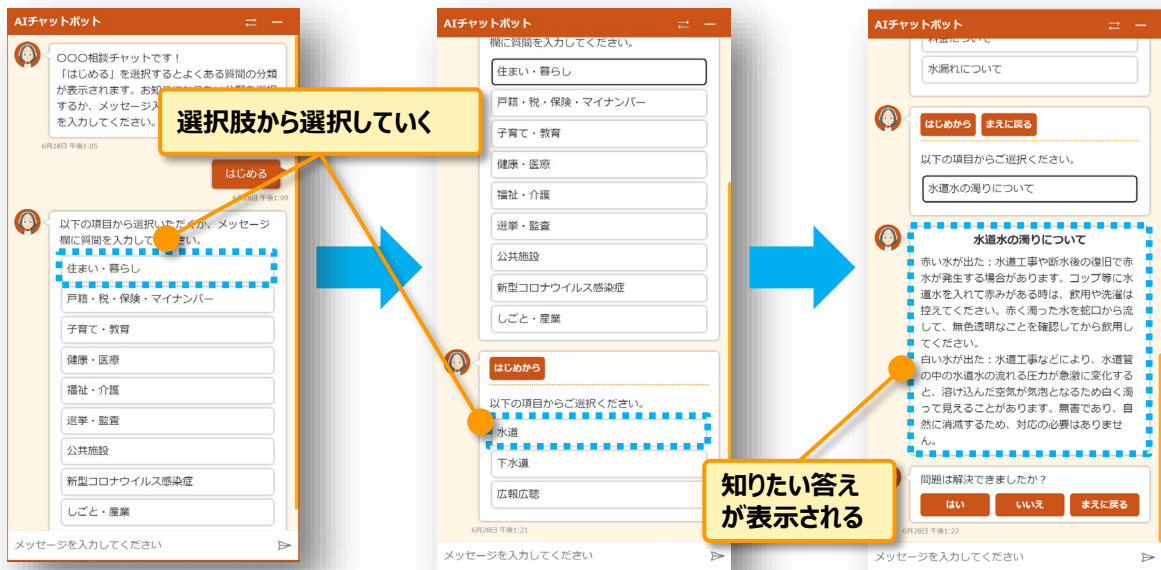 AIチャットボット
〇〇〇相談チャットです！
「はじめる」を選択するとよくある質問の分類
が表示されます。お知
するか、メッセージ入
を入力してください。
6月28日 午後1:05
はじめる
6月28日 午後1:09
以下の項目から選択いただくか、メッセージ
欄に質問を入力してください。
住まい・暮らし
戸籍・税・保険・マイナンバー
子育て・教育
健康・医療
福祉・介護
選挙・監査
公共施設
新型コロナウイルス感染症
しごと・産業
メッセージを入力してください
選択肢から選択していく
AIチャットボット
欄に質問を入力してください。
住まい・暮らし
戸籍・税・保険・マイナンバー
子育て・教育
健康・医療
福祉・介護
選挙・監査
公共施設
新型コロナウイルス感染症
しごと・産業
はじめから
以下の項目からご選択ください。
水道
下水道
広報広聴
6月28日 午後1:21
メッセージを入力してください
AIチャットボット
料金について
水漏れについて
はじめから まえに戻る
以下の項目からご選択ください。
水道水の濁りについて
水道水の濁りについて
赤い水が出た：水道工事や断水後の復旧で赤
水が発生する場合があります。コップ等に水
道水を入れて赤みがある時は、飲用や洗濯は
控えてください。赤く濁った水を蛇口から流
して、無色透明なことを確認してから飲用し
てください。
白い水が出た：水道工事などにより、水道管
の中の水道水の流れる圧力が急激に変化する
と、溶け込んだ空気が気泡となるため白く濁
って見えることがあります。無害であり、自
然に消滅するため、対応の必要はありませ
ん。
問題は解決できましたか？
はい いいえ まえに戻る
6月28日 午後1:22
メッセージを入力してください
知りたい答え
が表示される